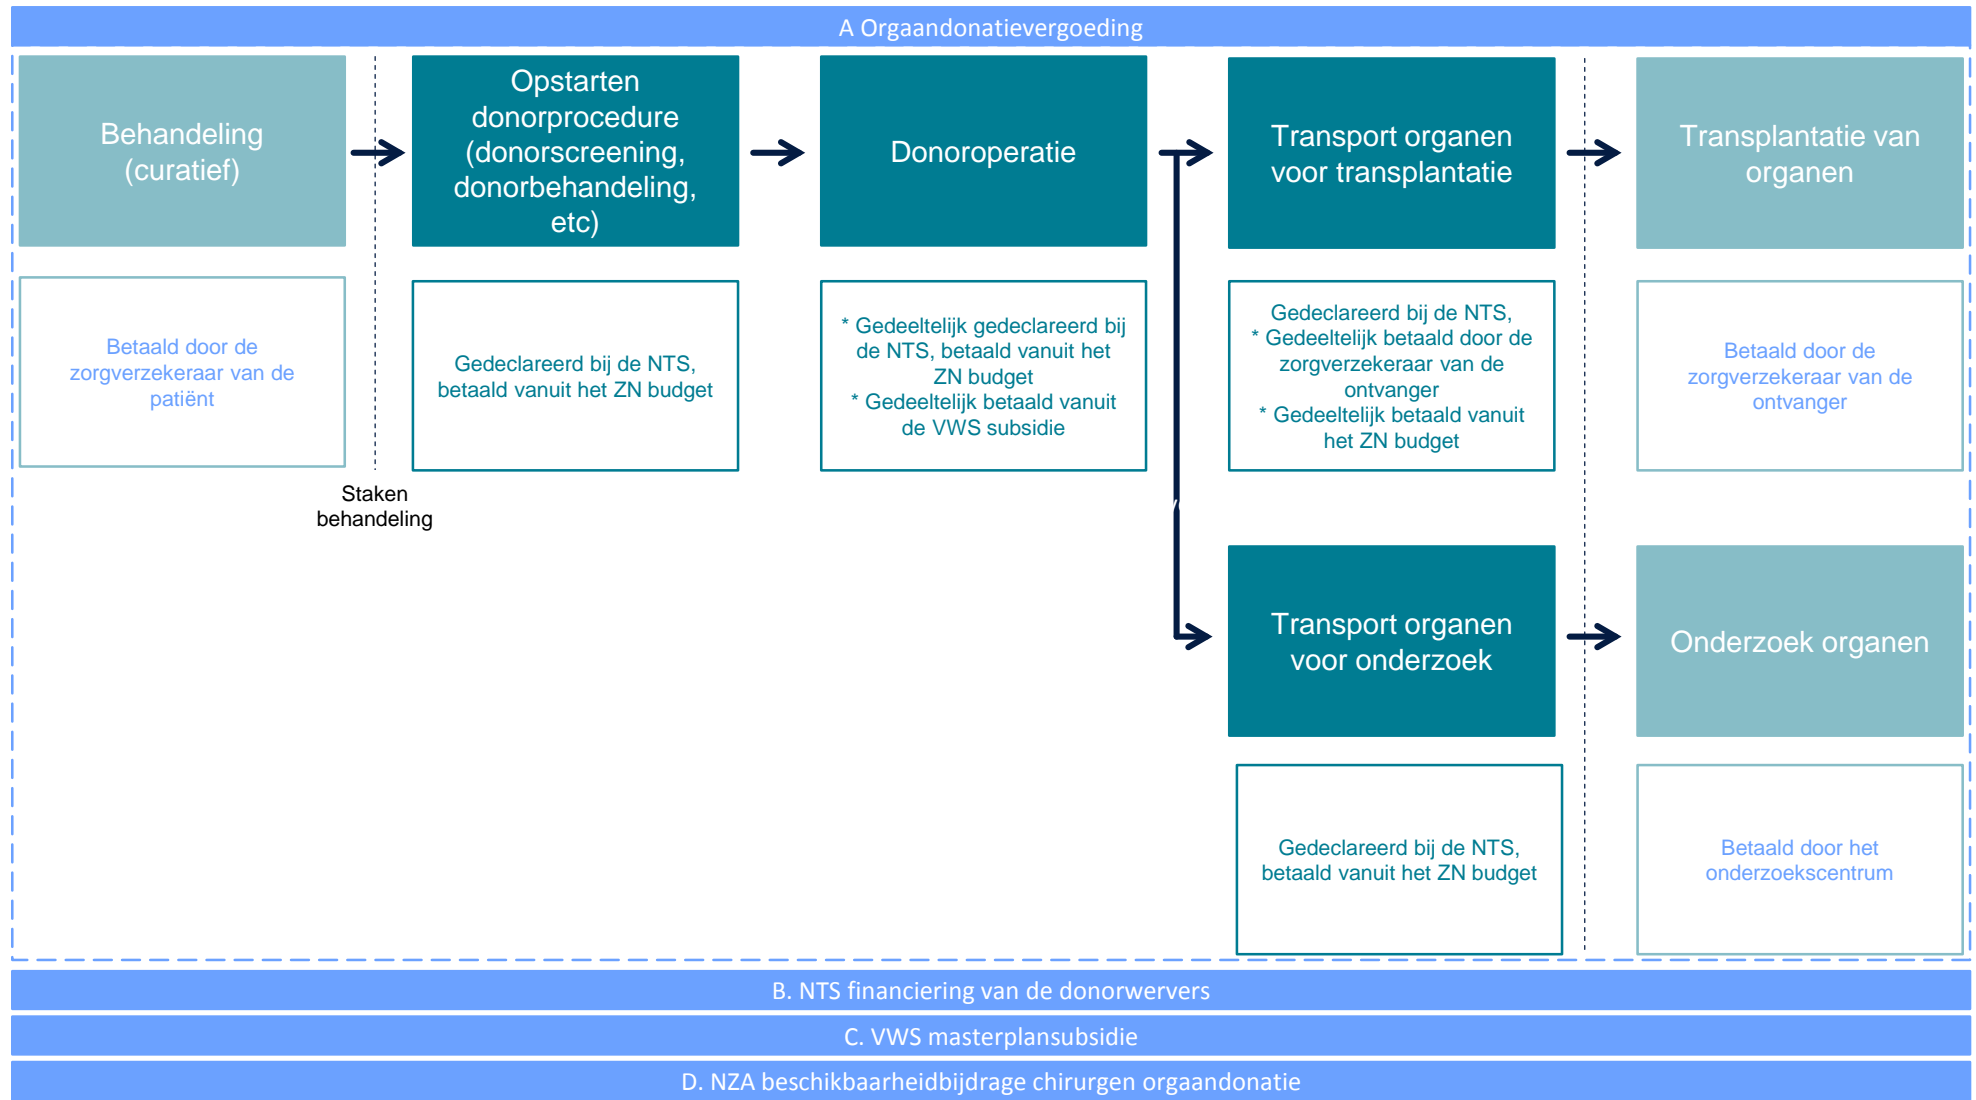 A Orgaandonatievergoeding
Behandeling
(curatief)
Opstarten
donorprocedure
(donorscreening,
donorbehandeling,
etc)
Donoroperatie
Transport organen
voor transplantatie
Transplantatie van
organen
Betaald door de
zorgverzekeraar van de
patiënt
Gedeclareerd bij de NTS,
betaald vanuit het ZN budget
* Gedeeltelijk gedeclareerd bij
de NTS, betaald vanuit het
ZN budget
* Gedeeltelijk betaald vanuit
de VWS subsidie
Gedeclareerd bij de NTS,
* Gedeeltelijk betaald door de
zorgverzekeraar van de
ontvanger
* Gedeeltelijk betaald vanuit
het ZN budget
Betaald door de
zorgverzekeraar van de
ontvanger
Staken
behandeling
Transport organen
voor onderzoek
Onderzoek organen
Gedeclareerd bij de NTS,
betaald vanuit het ZN budget
Betaald door het
onderzoekscentrum
B. NTS financiering van de donorwervers
C. VWS masterplansubsidie
D. NZA beschikbaarheidbijdrage chirurgen orgaandonatie